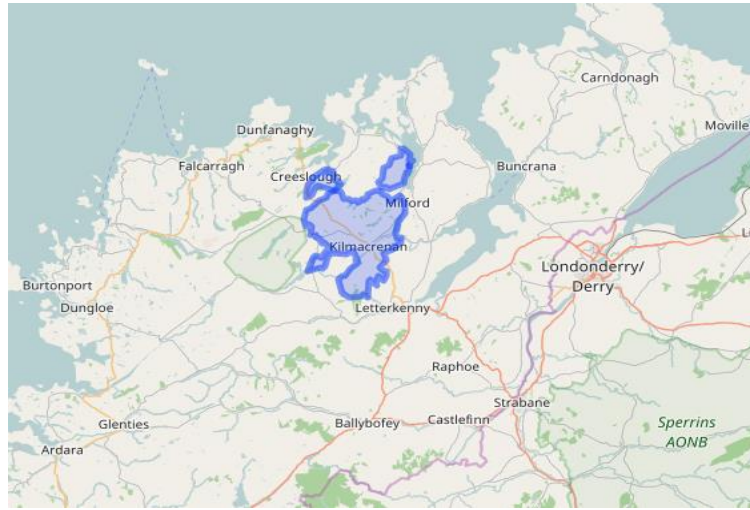 Carndonagh
Moville
Dunfanaghy
Falcarragh
Buncrana
Creeslough
Milford
Kilmacrenan
Londonderry/
Derry
Burtonport
Dungloe
Letterkenny
Raphoe
Strabane
Glenties
Ballybofey
Castlefinn
Sperrins
AONB
Ardara